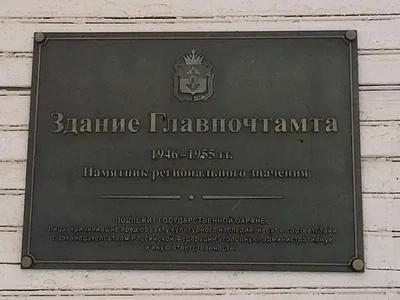 Здание Главпочтамта
1946-1955 гг.
Памятник регионального значения
ПОДЛЕЖИТ ГОСУДАРСТВЕННОЙ ОХРАНЕ
лица, причинившие вред объекту культурного наследия, несут в соответствии
с законодательством Российской Федерации уголовную, административную
и иную ответственность